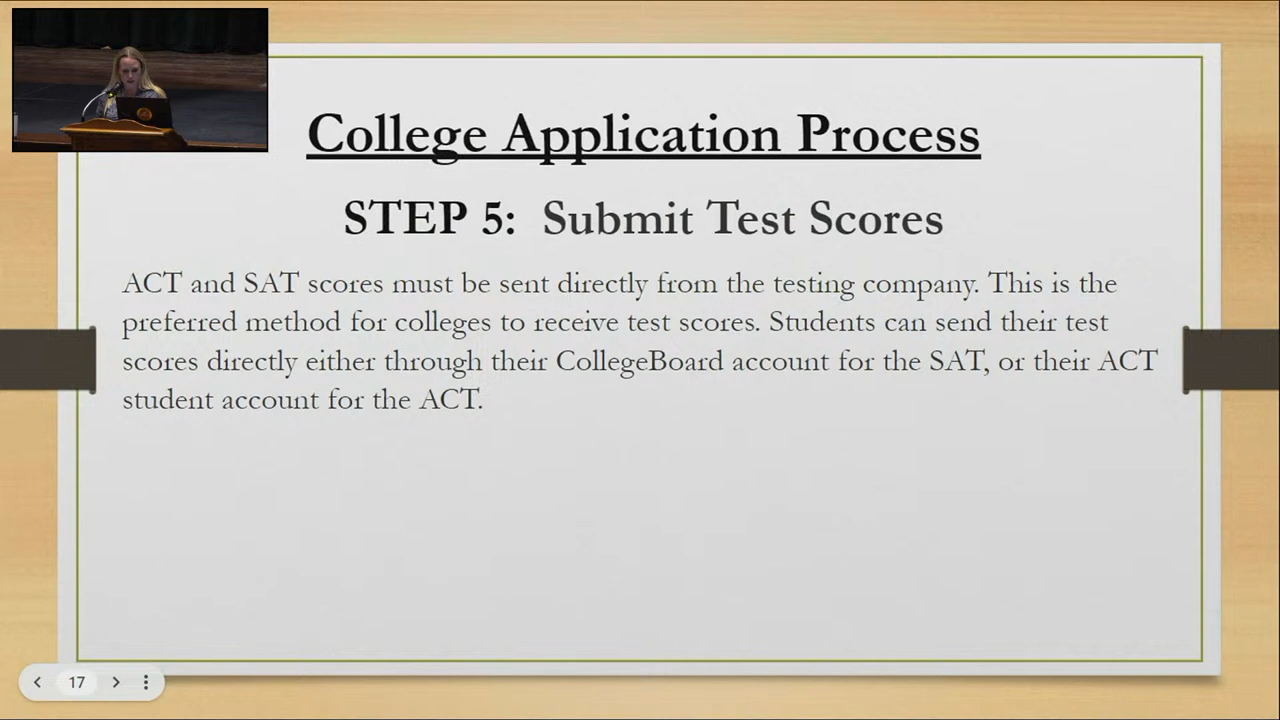 College Application Process
STEP 5: Submit Test Scores
ACT and SAT scores must be sent directly from the testing company. This is the
preferred method for colleges to receive test scores. Students can send their test
scores directly either through their CollegeBoard account for the SAT, or their ACT
student account for the ACT.
17